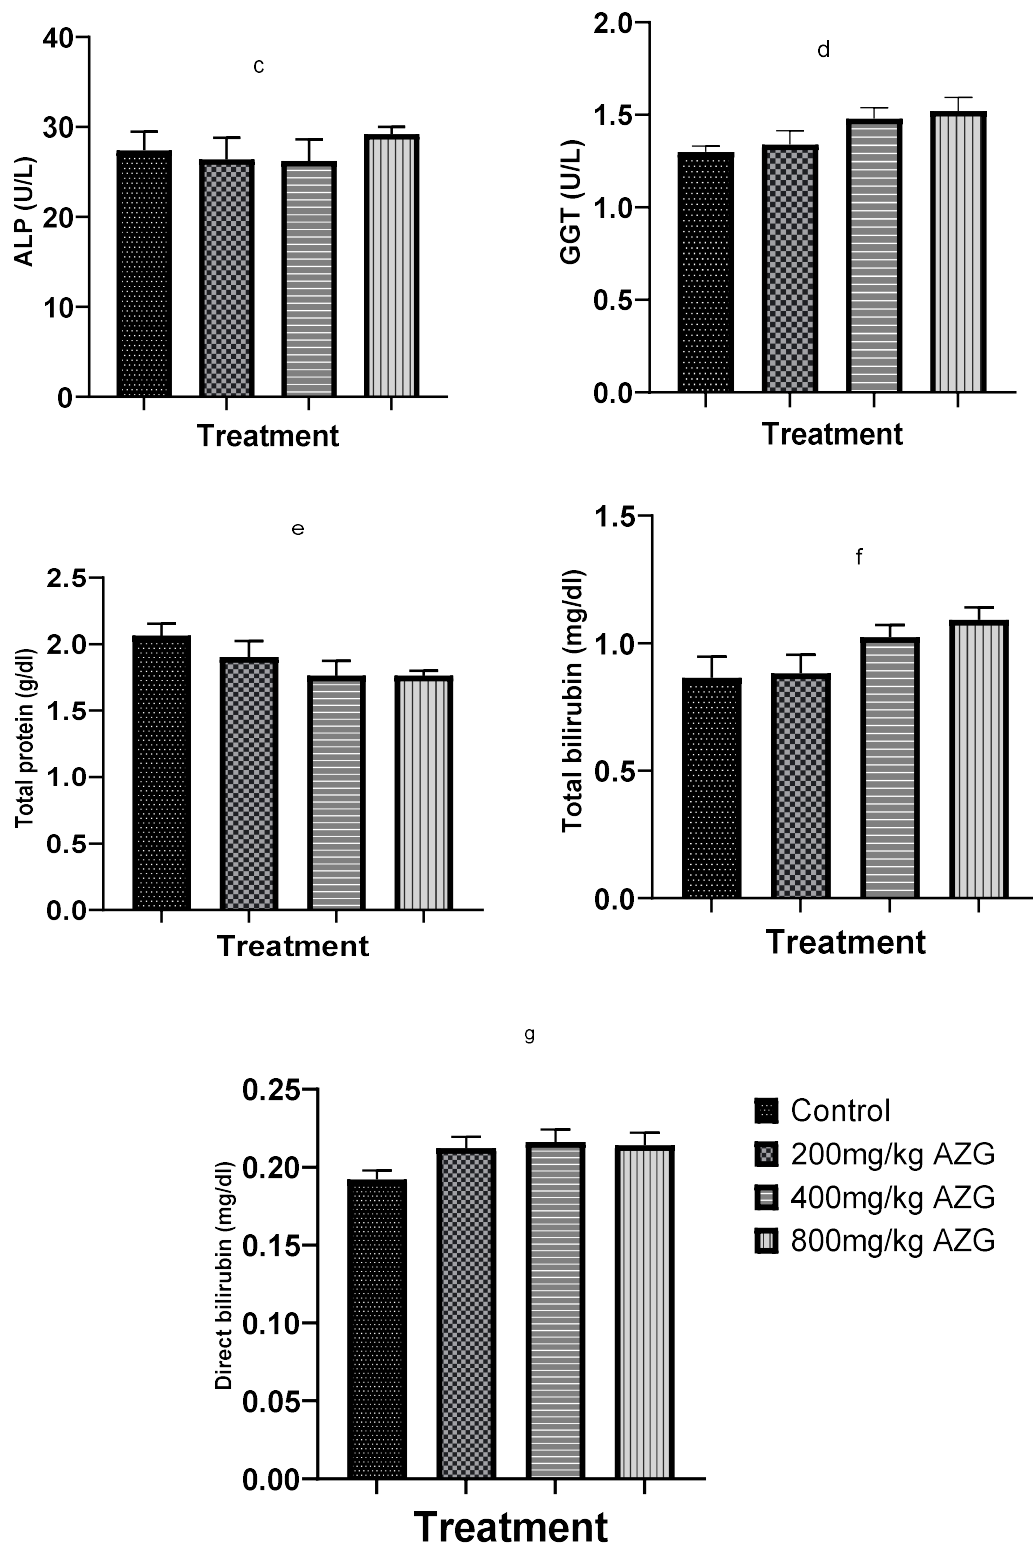 c
ALP (U/L)
40
30
20
10
0
Treatment
d
GGT (U/L)
2.0
1.5
1.0
0.5
0.0
Treatment
e
Total protein (g/dl)
2.5
2.0
1.5
1.0
0.5
0.0
Treatment
f
Total bilirubin (mg/dl)
1.5
1.0
0.5
0.0
Treatment
g
Direct bilirubin (mg/dl)
0.25
0.20
0.15
0.10
0.05
0.00
Treatment
Control
200mg/kg AZG
400mg/kg AZG
800mg/kg AZG